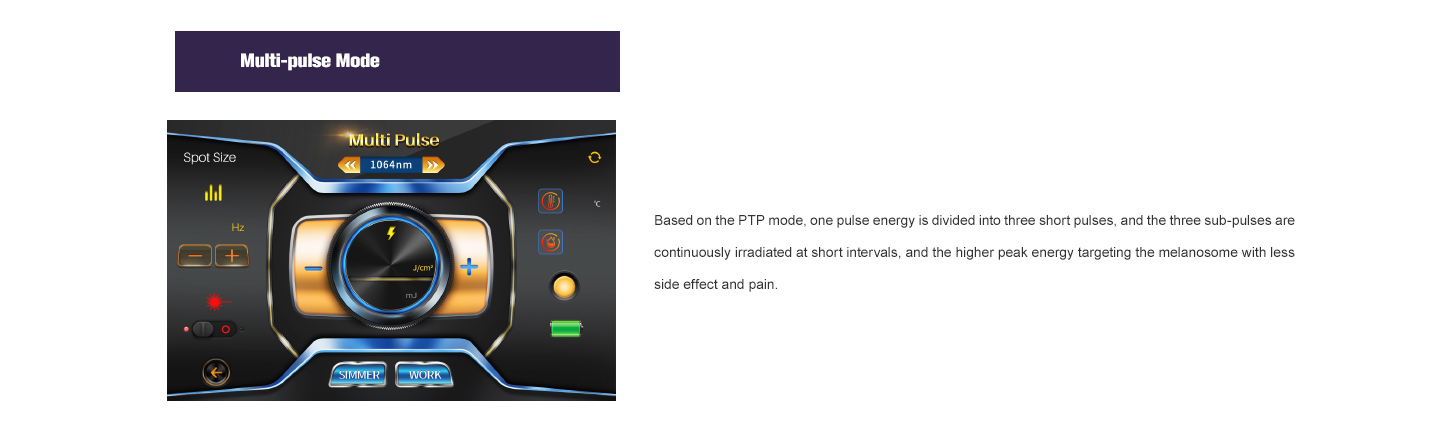 Multi-pulse Mode
Multi Pulse
Spot Size
1064nm
°C
Hz
J/cm²
mJ
SIMMER
WORK
Based on the PTP mode, one pulse energy is divided into three short pulses, and the three sub-pulses are
continuously irradiated at short intervals, and the higher peak energy targeting the melanosome with less
side effect and pain.